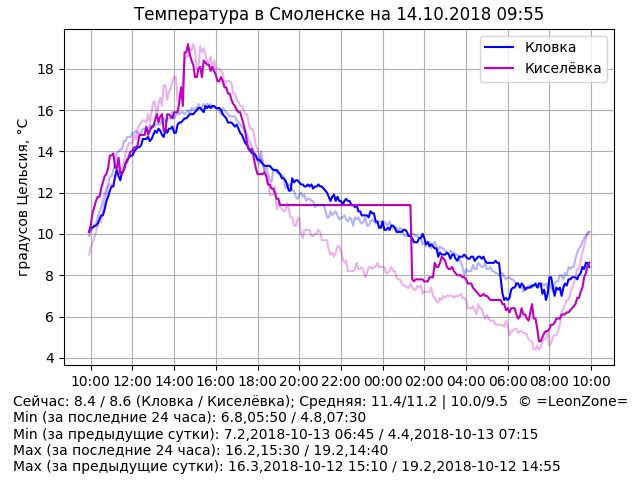 Температура в Смоленске на 14.10.2018 09:55
Кловка
Киселёвка
градусов Цельсия, °C
18
16
14
12
10
8
6
4
10:00 12:00 14:00 16:00 18:00 20:00 22:00 00:00 02:00 04:00 06:00 08:00 10:00
Сейчас: 8.4 / 8.6 (Кловка / Киселёвка); Средняя: 11.4/11.2 | 10.0/9.5 © =LeonZone=
Min (за последние 24 часа): 6.8,05:50 / 4.8,07:30
Min (за предыдущие сутки): 7.2,2018-10-13 06:45 / 4.4,2018-10-13 07:15
Max (за последние 24 часа): 16.2,15:30 / 19.2,14:40
Max (за предыдущие сутки): 16.3,2018-10-12 15:10 / 19.2,2018-10-12 14:55